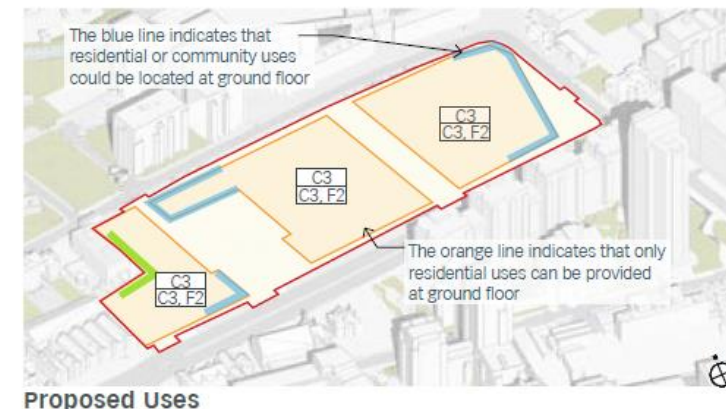 The blue line indicates that
residential or community uses
could be located at ground floor
C3
C3, F2
C3
C3, F2
C3
C3, F2
The orange line indicates that only
residential uses can be provided
at ground floor
Proposed Uses